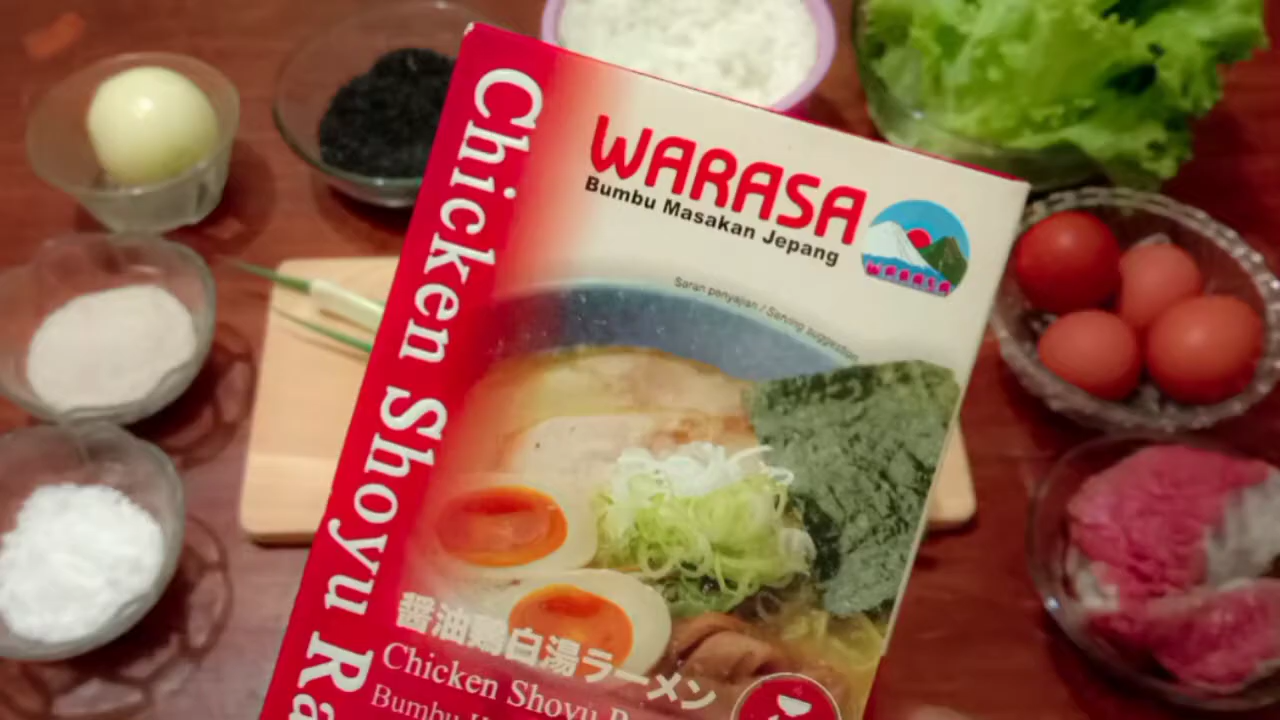 Chicken Shoyu Ra
WARASA
Bumbu Masakan Jepang
WARASA
Saran penyajian / Serving suggestion
醤油鶏白湯ラーメン
Chicken Shoyu R
Bumbu